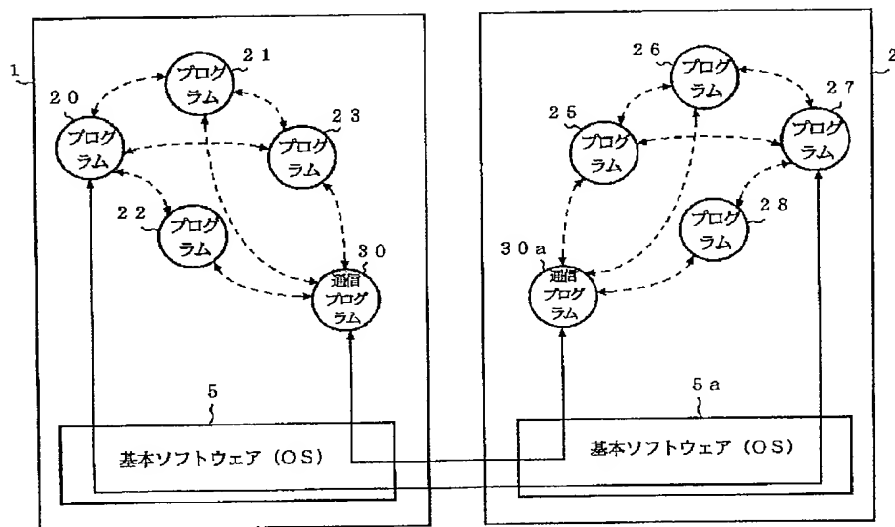 1
20
プログ
ラム
21
プログ
ラム
23
プログ
ラム
22
プログ
ラム
30
通信
プログ
ラム
5
基本ソフトウェア (OS)
2
26
プログ
ラム
27
プログ
ラム
25
プログ
ラム
28
プログ
ラム
30a
通信
プログ
ラム
5a
基本ソフトウェア (OS)